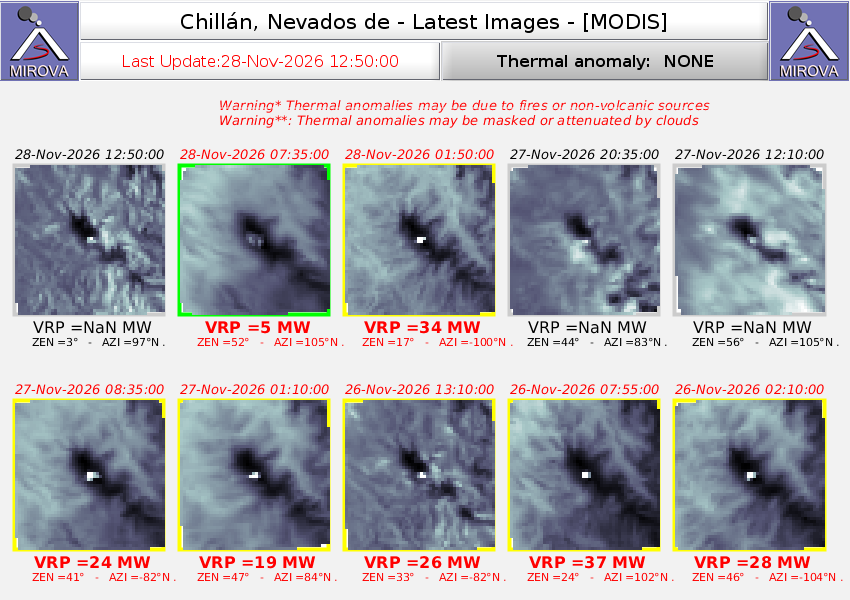 Chillán, Nevados de - Latest Images - [MODIS]
MIROVA
Last Update:28-Nov-2026 12:50:00
Thermal anomaly: NONE
MIROVA
Warning* Thermal anomalies may be due to fires or non-volcanic sources
Warning**: Thermal anomalies may be masked or attenuated by clouds
28-Nov-2026 12:50:00 28-Nov-2026 07:35:00 28-Nov-2026 01:50:00 27-Nov-2026 20:35:00 27-Nov-2026 12:10:00
VRP =NaN MW VRP =5 MW VRP =34 MW VRP =NaN MW VRP =NaN MW
ZEN =3° - AZI =97°N . ZEN =52° - AZI =105°N . ZEN =17° - AZI =-100°N . ZEN =44° - AZI =83°N . ZEN =56° - AZI =105°N .
27-Nov-2026 08:35:00 27-Nov-2026 01:10:00 26-Nov-2026 13:10:00 26-Nov-2026 07:55:00 26-Nov-2026 02:10:00
VRP =24 MW VRP =19 MW VRP =26 MW VRP =37 MW VRP =28 MW
ZEN =41° - AZI =-82°N . ZEN =47° - AZI =84°N . ZEN =33° - AZI =-82°N . ZEN =24° - AZI =102°N . ZEN =46° - AZI =-104°N .